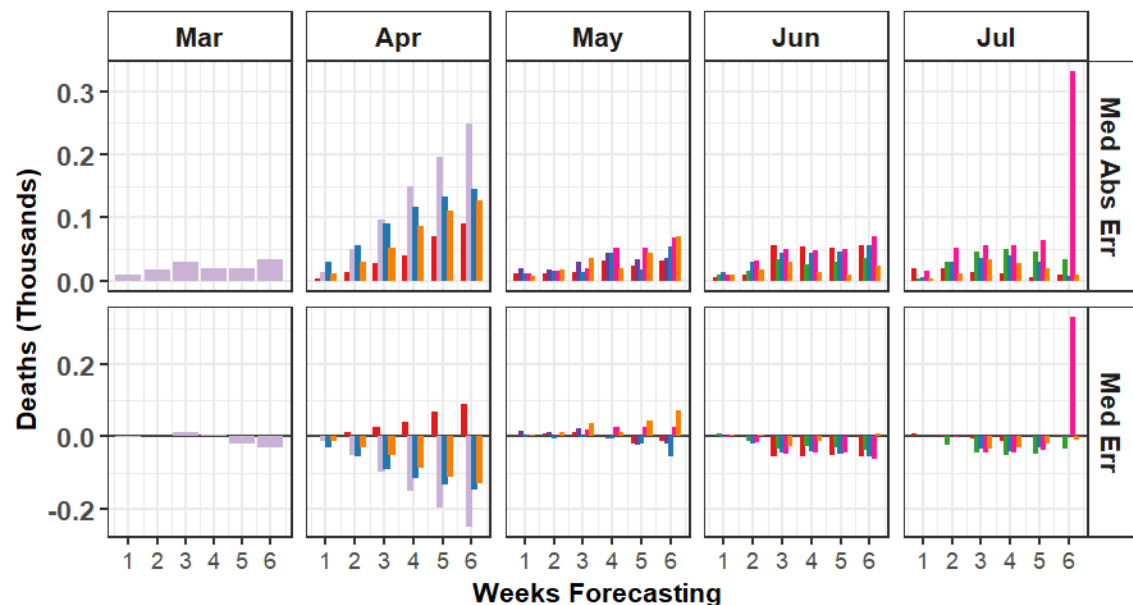 Mar Apr May Jun Jul
Deaths (Thousands)
0.3
0.2
0.1
0.0
Med Abs Err
0.2
0.0
-0.2
Med Err
1 2 3 4 5 6 1 2 3 4 5 6 1 2 3 4 5 6 1 2 3 4 5 6 1 2 3 4 5 6
Weeks Forecasting